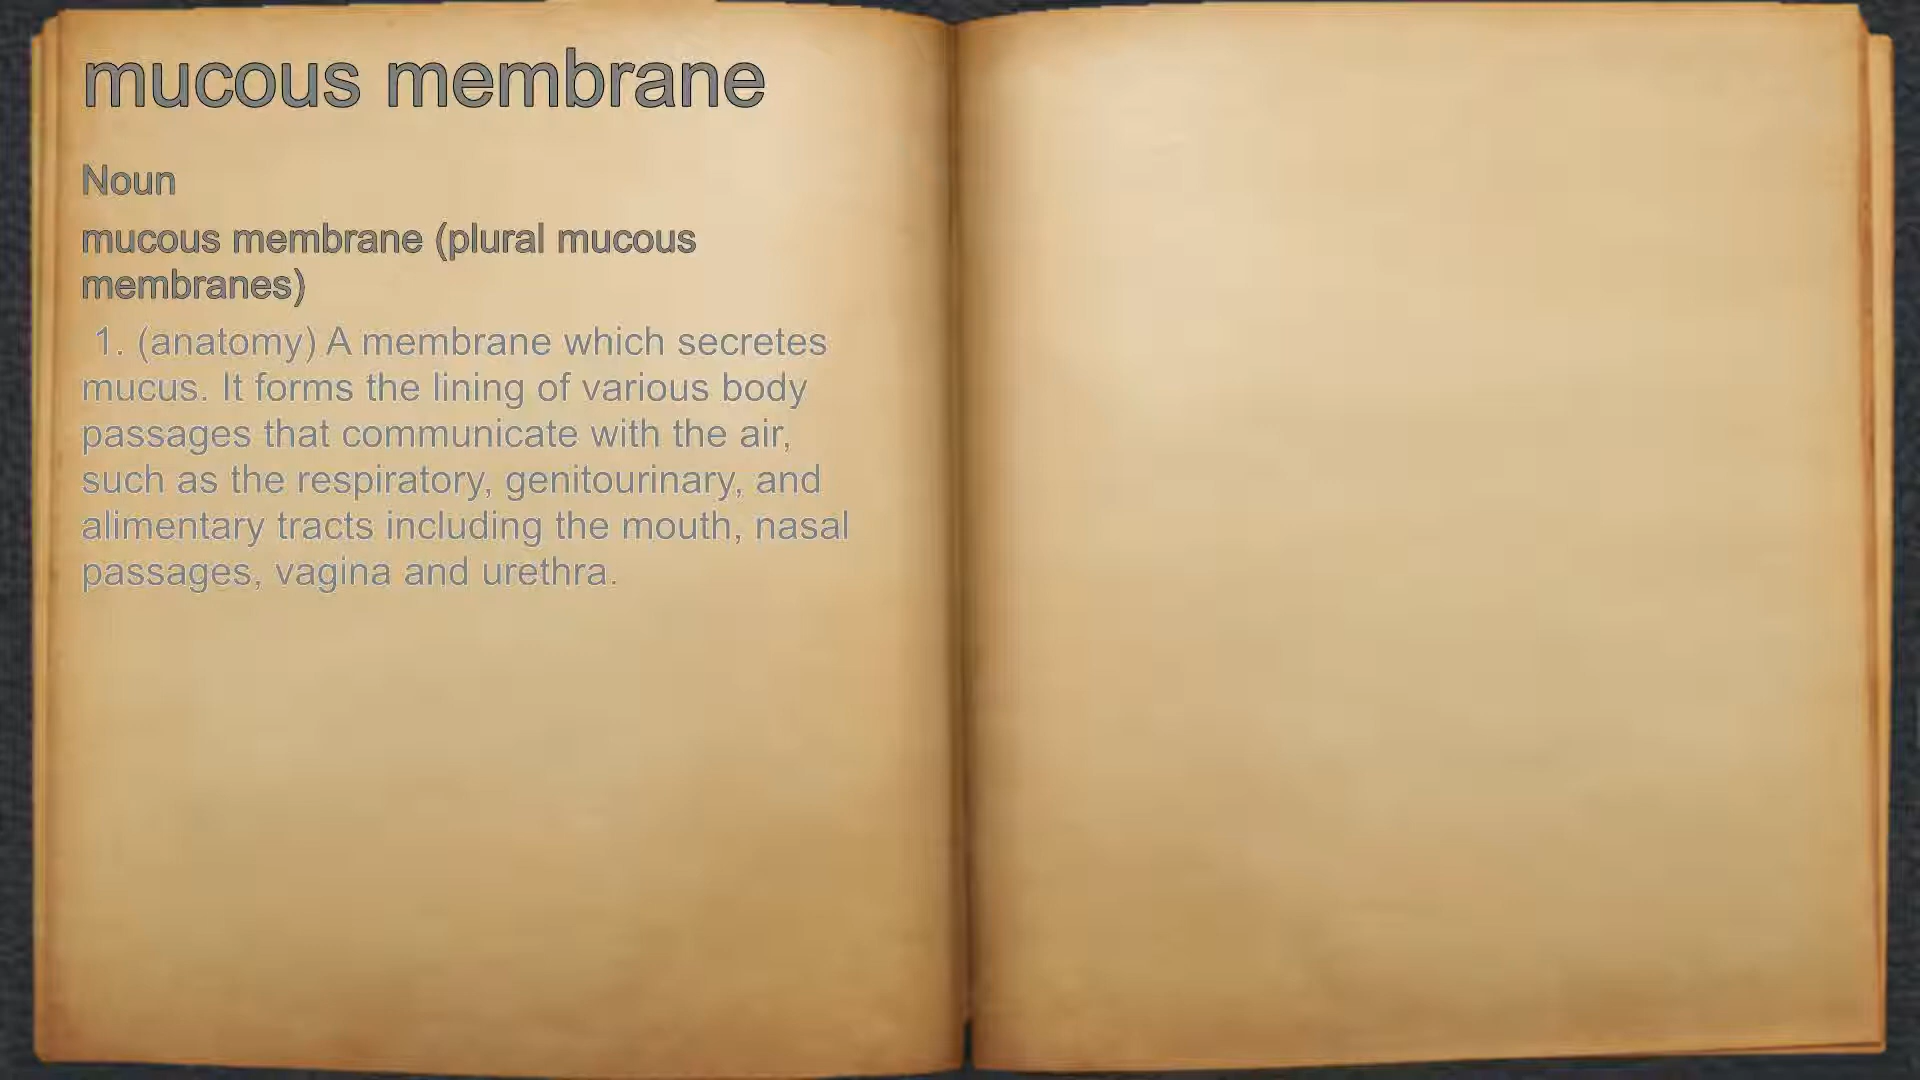 mucous membrane
Noun
mucous membrane (plural mucous
membranes)
1. (anatomy) A membrane which secretes
mucus. It forms the lining of various body
passages that communicate with the air,
such as the respiratory, genitourinary, and
alimentary tracts including the mouth, nasal
passages, vagina and urethra.